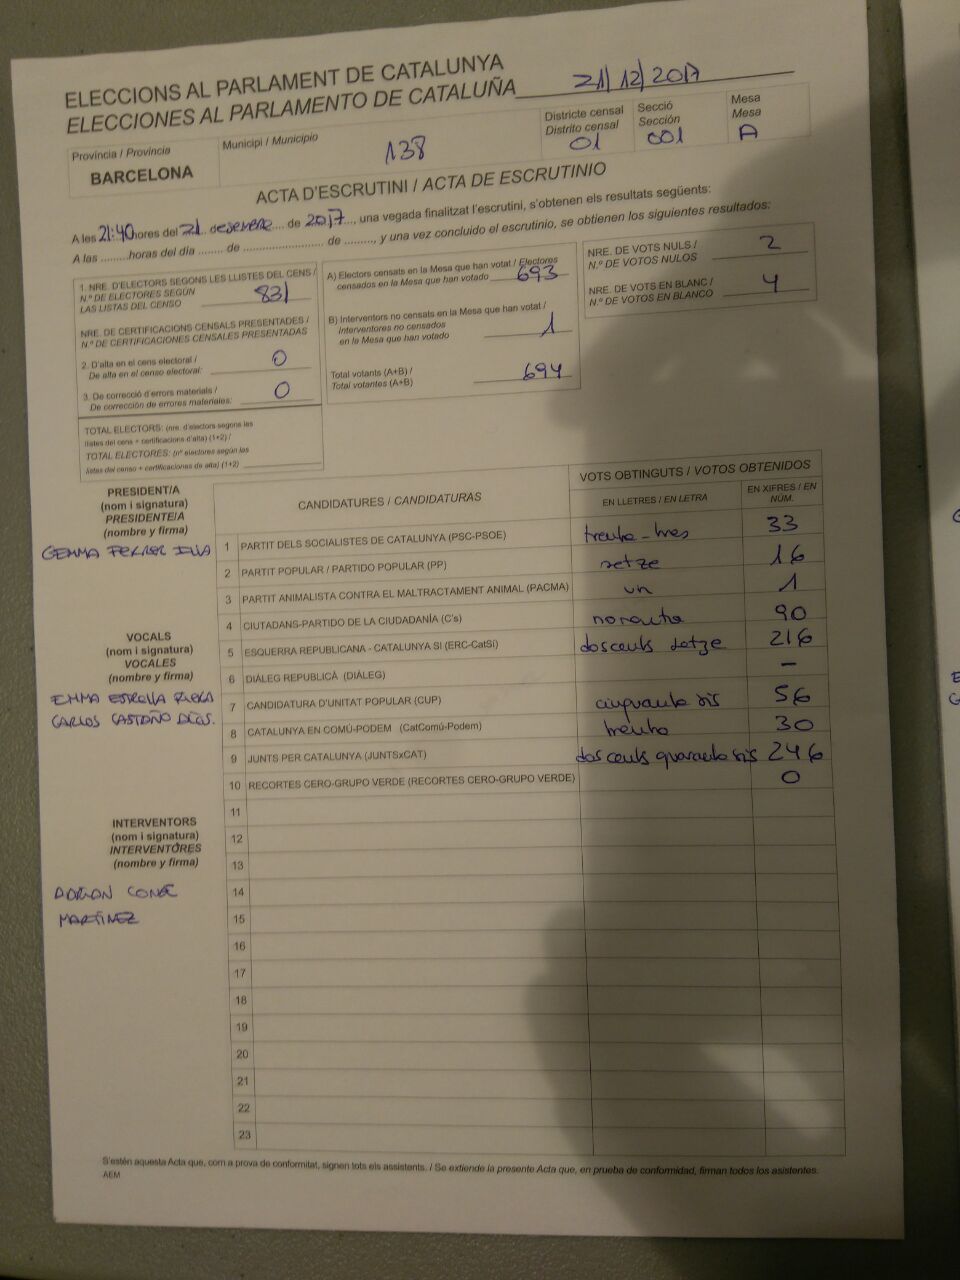 ELECCIONS AL PARLAMENT DE CATALUNYA
ELECCIONES AL PARLAMENTO DE CATALUÑA 21/12/2017
Província / Provincia
BARCELONA
Municipi / Municipio
138
Districte censal
Distrito censal
01
Secció
Sección
001
Mesa
Mesa
A
ACTA D'ESCRUTINI / ACTA DE ESCRUTINIO
A les 21:40 hores del 21 desembre de 2017, una vegada finalitzat l'escrutini, s'obtenen els resultats següents:
A las .........horas del día ........ de ........................ de ........., y una vez concluido el escrutinio, se obtienen los siguientes resultados:
1. NRE. D'ELECTORS SEGONS LES LLISTES DEL CENS /
N.º DE ELECTORES SEGÚN
LAS LISTAS DEL CENSO 831
NRE. DE CERTIFICACIONS CENSALS PRESENTADES /
N.º DE CERTIFICACIONES CENSALES PRESENTADAS
2. D'alta en el cens electoral /
De alta en el censo electoral: 0
3. De correcció d'errors materials /
De corrección de errores materiales: 0
TOTAL ELECTORS: (nre. d'electors segons les
llistes del cens + certificacions d'alta) (1+2) /
TOTAL ELECTORES: (nº electores según las
listas del censo + certificaciones de alta) (1+2)
A) Electors censats en la Mesa que han votat / Electores
censados en la Mesa que han votado 693
B) Interventors no censats en la Mesa que han votat /
Interventores no censados
en la Mesa que han votado 1
Total votants (A+B) /
Total votantes (A+B) 694
NRE. DE VOTS NULS /
N.º DE VOTOS NULOS 2
NRE. DE VOTS EN BLANC /
N.º DE VOTOS EN BLANCO 4
PRESIDENT/A
(nom i signatura)
PRESIDENTE/A
(nombre y firma)
GEMMA FERRER
VOCALS
(nom i signatura)
VOCALES
(nombre y firma)
EMMA ESTRELLA
CARLOS CASTAÑO
INTERVENTORS
(nom i signatura)
INTERVENTORES
(nombre y firma)
ADRIAN
MARTINEZ
CANDIDATURES / CANDIDATURAS
VOTS OBTINGUTS / VOTOS OBTENIDOS
EN LLETRES / EN LETRA
EN XIFRES / EN
NÚM.
1 PARTIT DELS SOCIALISTES DE CATALUNYA (PSC-PSOE) trenta-tres 33
2 PARTIT POPULAR / PARTIDO POPULAR (PP) setze 16
3 PARTIT ANIMALISTA CONTRA EL MALTRACTAMENT ANIMAL (PACMA) un 1
4 CIUTADANS-PARTIDO DE LA CIUDADANÍA (C's) noranta 90
5 ESQUERRA REPUBLICANA - CATALUNYA SÍ (ERC-CatSí) doscents setze 216
6 DIÀLEG REPUBLICÀ (DIÀLEG) –
7 CANDIDATURA D'UNITAT POPULAR (CUP) cinquanta sis 56
8 CATALUNYA EN COMÚ-PODEM (CatComú-Podem) trenta 30
9 JUNTS PER CATALUNYA (JUNTSxCAT) dos cents quaranta sis 246
10 RECORTES CERO-GRUPO VERDE (RECORTES CERO-GRUPO VERDE) 0
11
12
13
14
15
16
17
18
19
20
21
22
23
S'estén aquesta Acta que, com a prova de conformitat, signen tots els assistents. / Se extiende la presente Acta que, en prueba de conformidad, firman todos los asistentes.
AEM